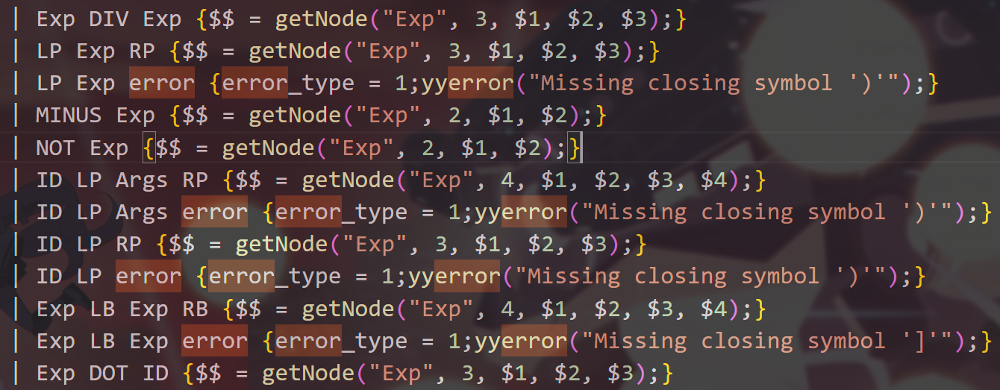 | Exp DIV Exp {$$ = getNode("Exp", 3, $1, $2, $3);}
| LP Exp RP {$$ = getNode("Exp", 3, $1, $2, $3);}
| LP Exp error {error_type = 1;yyerror("Missing closing symbol ')'");}
| MINUS Exp {$$ = getNode("Exp", 2, $1, $2);}
| NOT Exp {$$ = getNode("Exp", 2, $1, $2);}
| ID LP Args RP {$$ = getNode("Exp", 4, $1, $2, $3, $4);}
| ID LP Args error {error_type = 1;yyerror("Missing closing symbol ')'");}
| ID LP RP {$$ = getNode("Exp", 3, $1, $2, $3);}
| ID LP error {error_type = 1;yyerror("Missing closing symbol ')'");}
| Exp LB Exp RB {$$ = getNode("Exp", 4, $1, $2, $3, $4);}
| Exp LB Exp error {error_type = 1;yyerror("Missing closing symbol ']'");}
| Exp DOT ID {$$ = getNode("Exp", 3, $1, $2, $3);}